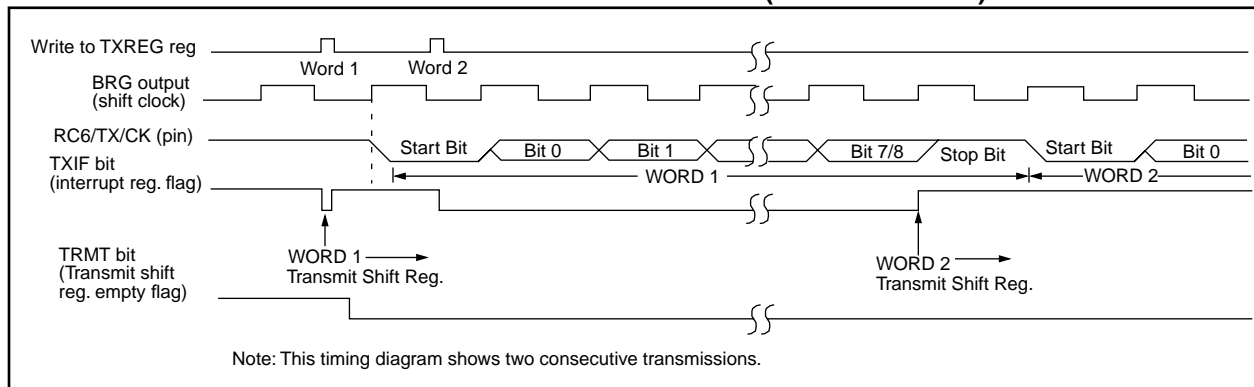 Write to TXREG reg
Word 1
Word 2
BRG output
(shift clock)
RC6/TX/CK (pin)
Start Bit
Bit 0
Bit 1
Bit 7/8
Stop Bit
Start Bit
Bit 0
TXIF bit
(interrupt reg. flag)
WORD 1
WORD 2
TRMT bit
(Transmit shift
reg. empty flag)
WORD 1
Transmit Shift Reg.
WORD 2
Transmit Shift Reg.
Note: This timing diagram shows two consecutive transmissions.